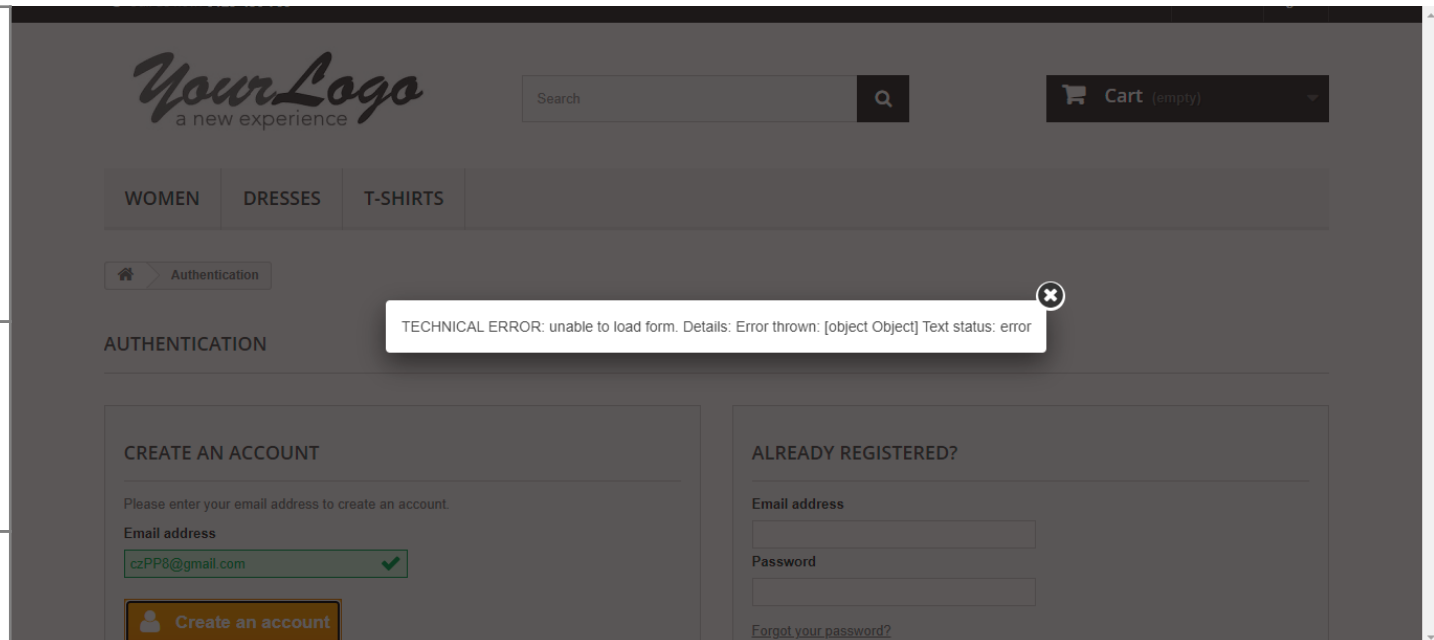 YourLogo
a new experience
Search
Cart (empty)
WOMEN DRESSES T-SHIRTS
Authentication
TECHNICAL ERROR: unable to load form. Details: Error thrown: [object Object] Text status: error
AUTHENTICATION
CREATE AN ACCOUNT
Please enter your email address to create an account.
Email address
czPP8@gmail.com
Create an account
ALREADY REGISTERED?
Email address
Password
Forgot your password?